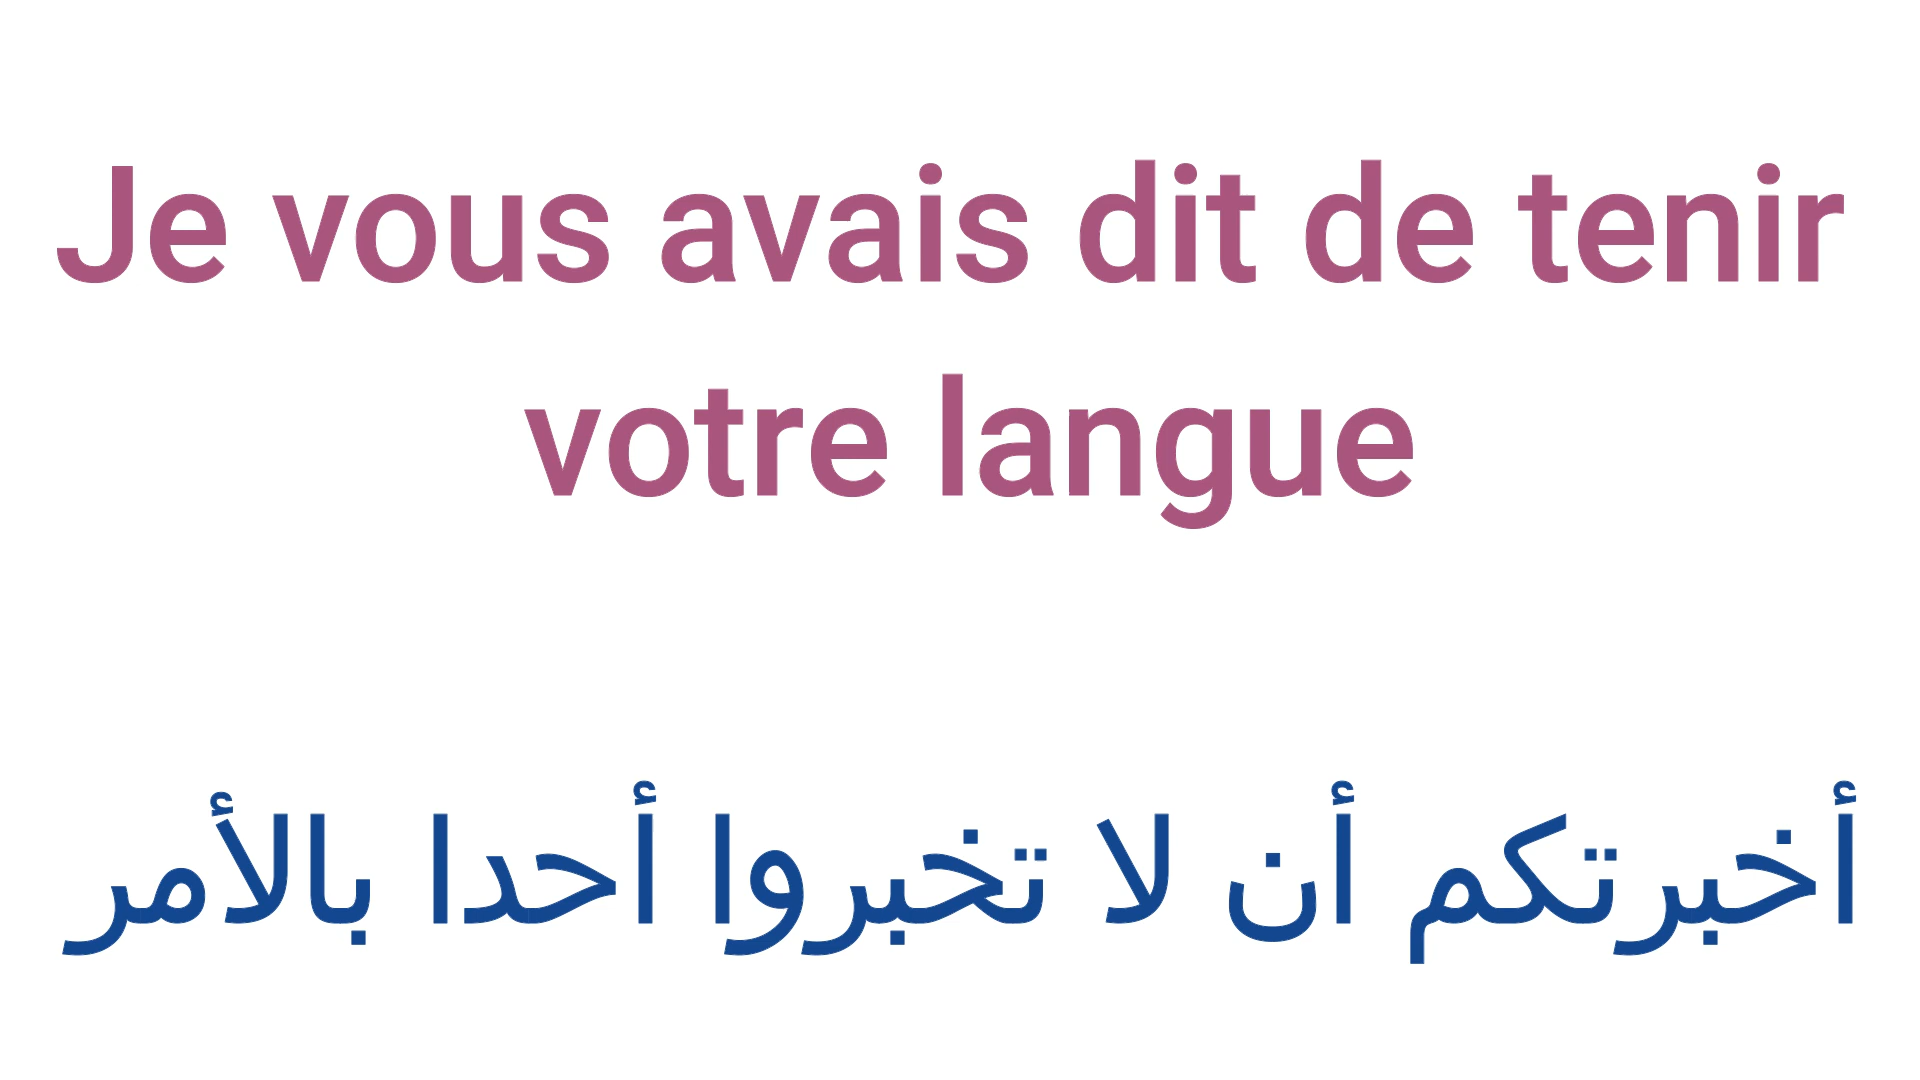 Je vous avais dit de tenir
votre langue
أخبرتكم أن لا تخبروا أحدا بالأمر